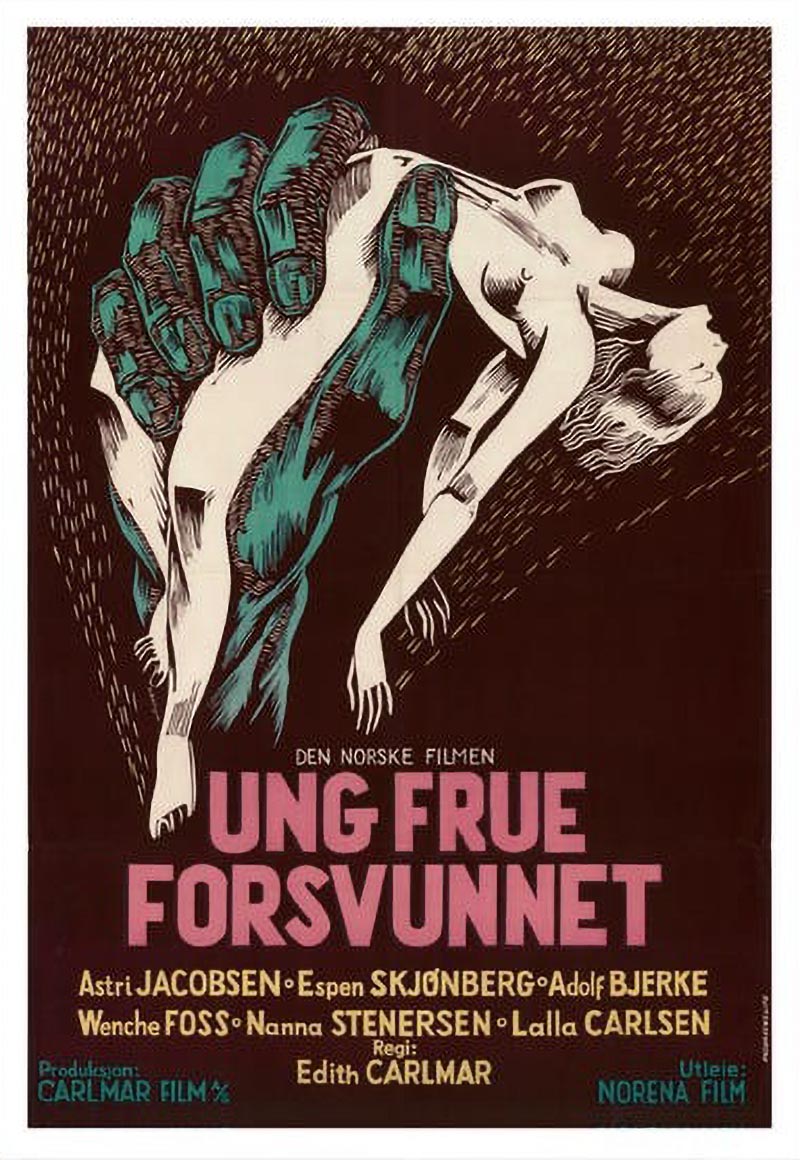 DEN NORSKE FILMEN
UNG FRUE
FORSVUNNET
Astri JACOBSEN ∘ Espen SKJØNBERG ∘ Adolf BJERKE
Wenche FOSS ∘ Nanna STENERSEN ∘ Lalla CARLSEN
Regi:
Edith CARLMAR
Produksjon:
CARLMAR FILM A/S
Utleie:
NORENA FILM